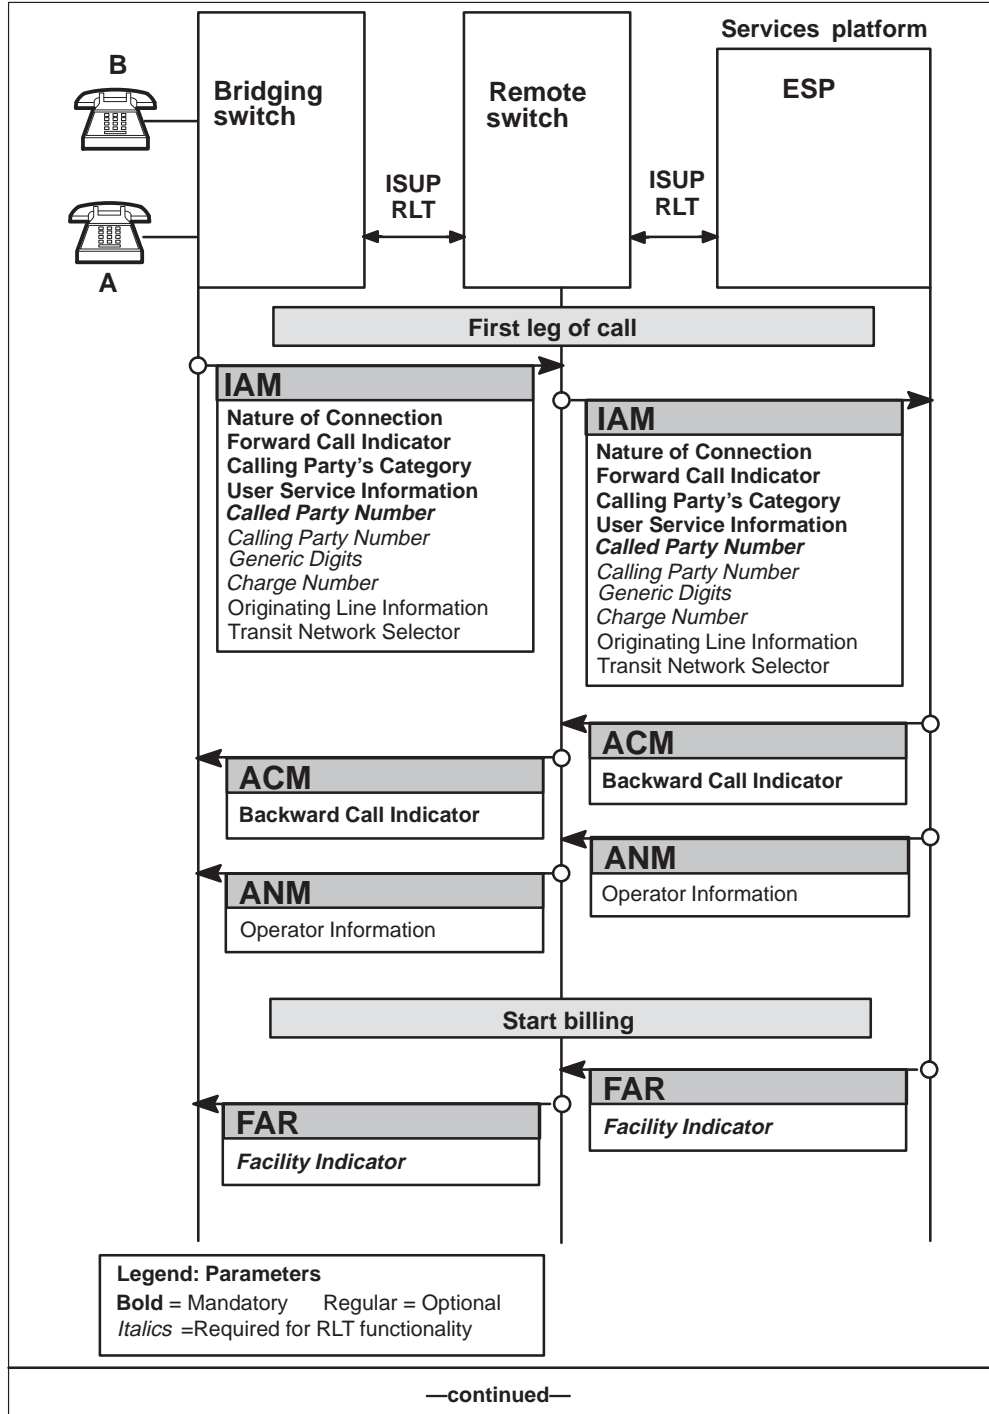 Services platform
B
Bridging
switch
Remote
switch
ESP
ISUP
RLT
ISUP
RLT
A
First leg of call
IAM
Nature of Connection
Forward Call Indicator
Calling Party's Category
User Service Information
Called Party Number
Calling Party Number
Generic Digits
Charge Number
Originating Line Information
Transit Network Selector
IAM
Nature of Connection
Forward Call Indicator
Calling Party's Category
User Service Information
Called Party Number
Calling Party Number
Generic Digits
Charge Number
Originating Line Information
Transit Network Selector
ACM
Backward Call Indicator
ACM
Backward Call Indicator
ANM
Operator Information
ANM
Operator Information
Start billing
FAR
Facility Indicator
FAR
Facility Indicator
Legend: Parameters
Bold = Mandatory Regular = Optional
Italics =Required for RLT functionality
—continued—